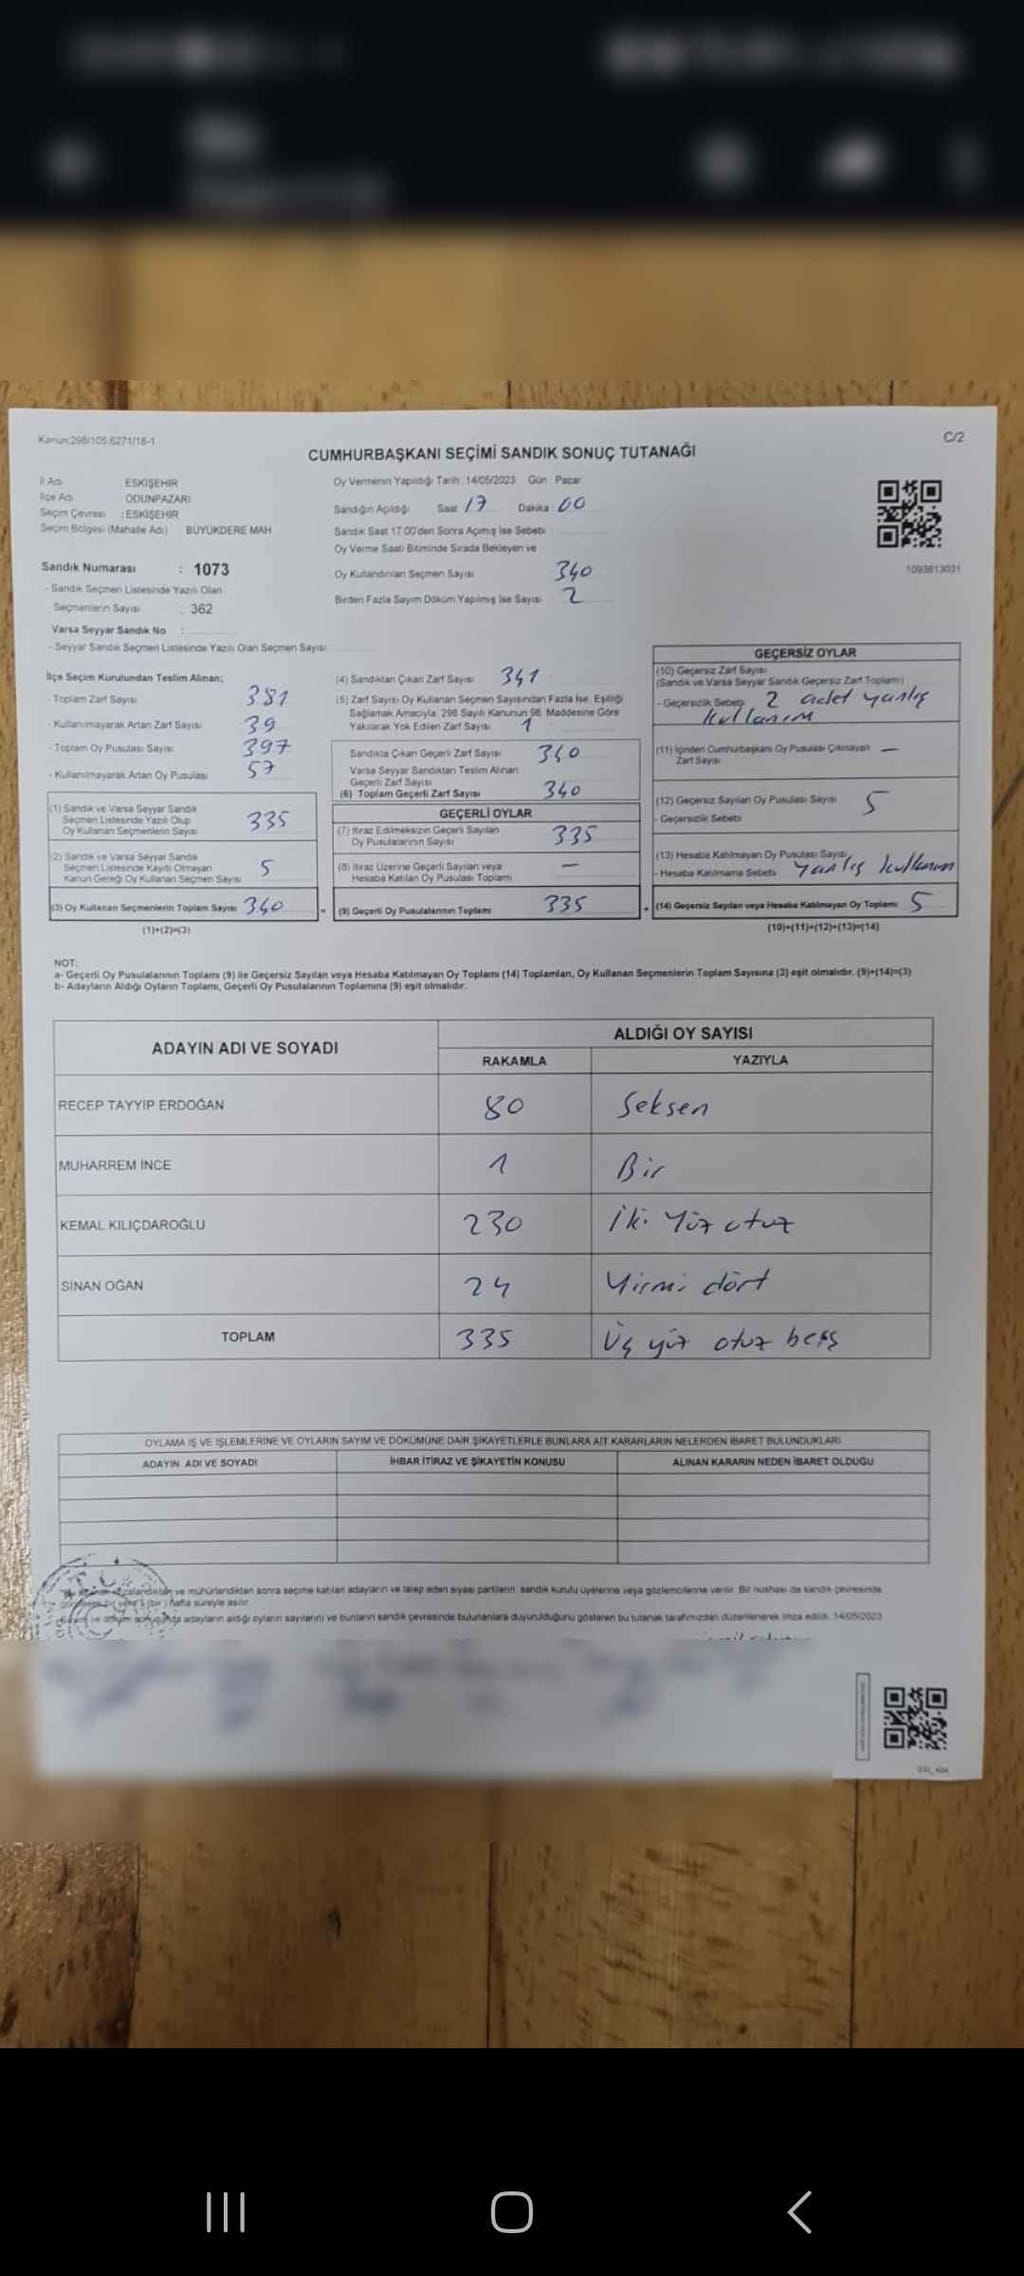 Kanun:298/105,6271/18-1
C/2
CUMHURBAŞKANI SEÇİMİ SANDIK SONUÇ TUTANAĞI
İl Adı ESKİŞEHİR
İlçe Adı ODUNPAZARI
Seçim Çevresi : ESKİŞEHİR
Seçim Bölgesi (Mahalle Adı) BÜYÜKDERE MAH
Oy Vermenin Yapıldığı Tarih : 14/05/2023 Gün : Pazar
Sandığın Açıldığı Saat 17 Dakika 00
Sandık Saat 17:00'den Sonra Açımış İse Sebebi
Oy Verme Saati Bitiminde Sırada Bekleyen ve
Oy Kullandırılan Seçmen Sayısı 340
Birden Fazla Sayım Döküm Yapılmış İse Sayısı 2
1093813031
Sandık Numarası : 1073
- Sandık Seçmen Listesinde Yazılı Olan
Seçmenlerin Sayısı : 362
Varsa Seyyar Sandık No :
- Seyyar Sandık Seçmen Listesinde Yazılı Olan Seçmen Sayısı
İlçe Seçim Kurulundan Teslim Alınan;
- Toplam Zarf Sayısı 381
- Kullanılmayarak Artan Zarf Sayısı 39
- Toplam Oy Pusulası Sayısı 397
- Kullanılmayarak Artan Oy Pusulası 57
(1) Sandık ve Varsa Seyyar Sandık
Seçmen Listesinde Yazılı Olup
Oy Kullanan Seçmenlerin Sayısı 335
(2) Sandık ve Varsa Seyyar Sandık
Seçmen Listesinde Kayıtlı Olmayan
Kanun Gereği Oy Kullanan Seçmen Sayısı 5
(3) Oy Kullanan Seçmenlerin Toplam Sayısı 340
(1)+(2)=(3)
(4) Sandıktan Çıkan Zarf Sayısı 341
(5) Zarf Sayısı Oy Kullanan Seçmen Sayısından Fazla İse, Eşitliği
Sağlamak Amacıyla, 298 Sayılı Kanunun 98. Maddesine Göre
Yakılarak Yok Edilen Zarf Sayısı 1
Sandıkta Çıkan Geçerli Zarf Sayısı 340
Varsa Seyyar Sandıktan Teslim Alınan
Geçerli Zarf Sayısı
(6) Toplam Geçerli Zarf Sayısı 340
GEÇERLİ OYLAR
(7) İtiraz Edilmeksizin Geçerli Sayılan
Oy Pusulalarının Sayısı 335
(8) İtiraz Üzerine Geçerli Sayılan veya
Hesaba Katılan Oy Pusulası Toplamı —
= (9) Geçerli Oy Pusulalarının Toplamı 335
GEÇERSİZ OYLAR
(10) Geçersiz Zarf Sayısı
(Sandık ve Varsa Seyyar Sandık Geçersiz Zarf Toplamı)
- Geçersizlik Sebebi 2 adet yanlış
kullanım
(11) İçinden Cumhurbaşkanı Oy Pusulası Çıkmayan
Zarf Sayısı —
(12) Geçersiz Sayılan Oy Pusulası Sayısı 5
- Geçersizlik Sebebi
(13) Hesaba Katılmayan Oy Pusulası Sayısı
- Hesaba Katılmama Sebebi yanlış kullanım
+ (14) Geçersiz Sayılan veya Hesaba Katılmayan Oy Toplamı 5
(10)+(11)+(12)+(13)=(14)
NOT:
a- Geçerli Oy Pusulalarının Toplamı (9) ile Geçersiz Sayılan veya Hesaba Katılmayan Oy Toplamı (14) Toplamları, Oy Kullanan Seçmenlerin Toplam Sayısına (3) eşit olmalıdır. (9)+(14)=(3)
b- Adayların Aldığı Oyların Toplamı, Geçerli Oy Pusulalarının Toplamına (9) eşit olmalıdır.
ADAYIN ADI VE SOYADI
ALDIĞI OY SAYISI
RAKAMLA YAZIYLA
RECEP TAYYİP ERDOĞAN 80 Seksen
MUHARREM İNCE 1 Bir
KEMAL KILIÇDAROĞLU 230 İki Yüz otuz
SİNAN OĞAN 24 Yirmi dört
TOPLAM 335 Üç yüz otuz beş
OYLAMA İŞ VE İŞLEMLERİNE VE OYLARIN SAYIM VE DÖKÜMÜNE DAİR ŞİKAYETLERLE BUNLARA AİT KARARLARIN NELERDEN İBARET BULUNDUKLARI
ADAYIN ADI VE SOYADI İHBAR İTİRAZ VE ŞİKAYETİN KONUSU ALINAN KARARIN NEDEN İBARET OLDUĞU
ve mühürlendikten sonra seçime katılan adayların ve talep eden siyasi partilerin, sandık kurulu üyelerine veya gözlemcilerine verilir. Bir nüshası da sandık çevresinde
hafta süreyle asılır.
adayların aldığı oyların sayılarını ve bunların sandık çevresinde bulunanlara duyurulduğunu gösteren bu tutanak tarafımızdan düzenlenerek imza edildi. 14/05/2023